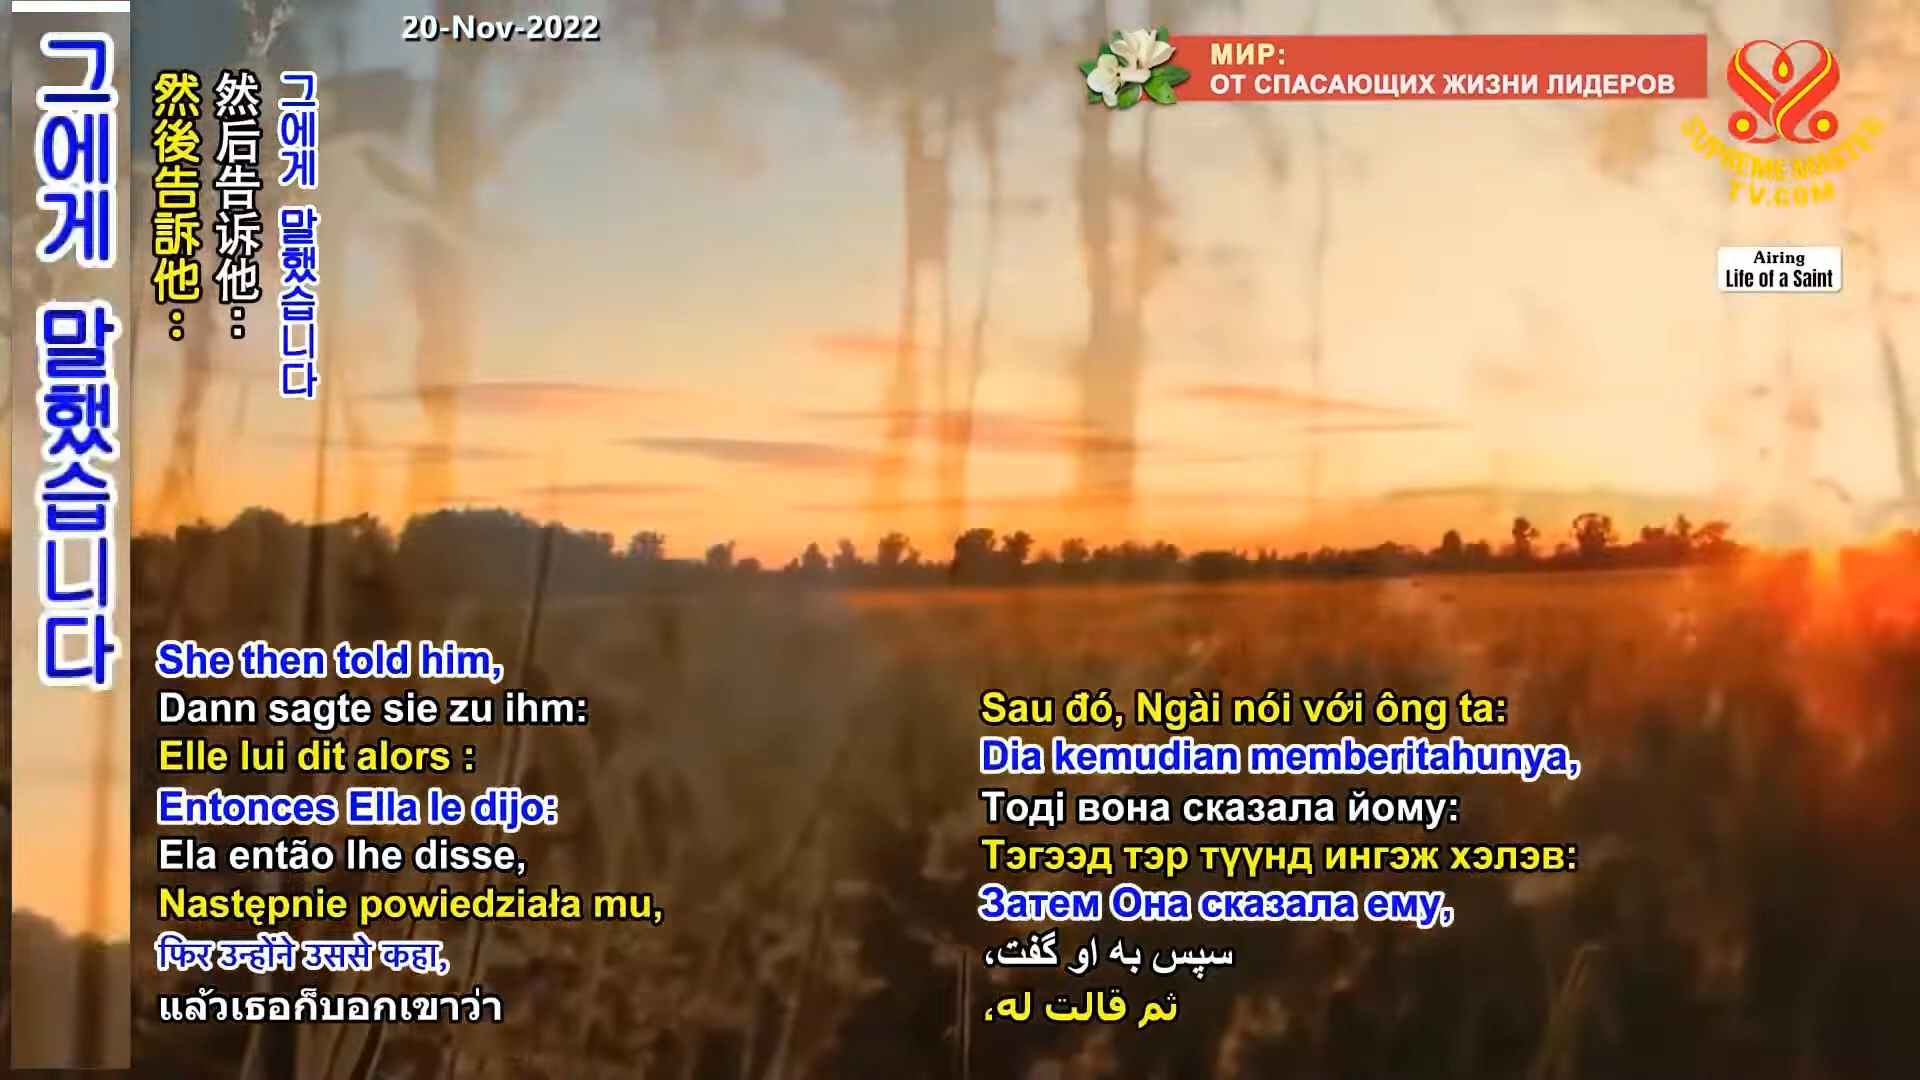 20-Nov-2022
МИР:
ОТ СПАСАЮЩИХ ЖИЗНИ ЛИДЕРОВ
SUPREME MASTER
TV.COM
Airing
Life of a Saint
그에게 말했습니다
然後告訴他：
然后告诉他：
그에게 말했습니다
She then told him,
Dann sagte sie zu ihm:
Elle lui dit alors :
Entonces Ella le dijo:
Ela então lhe disse,
Następnie powiedziała mu,
फिर उन्होंने उससे कहा,
แล้วเธอก็บอกเขาว่า
Sau đó, Ngài nói với ông ta:
Dia kemudian memberitahunya,
Тоді вона сказала йому:
Тэгээд тэр түүнд ингэж хэлэв:
Затем Она сказала ему,
سپس به او گفت،
ثم قالت له،